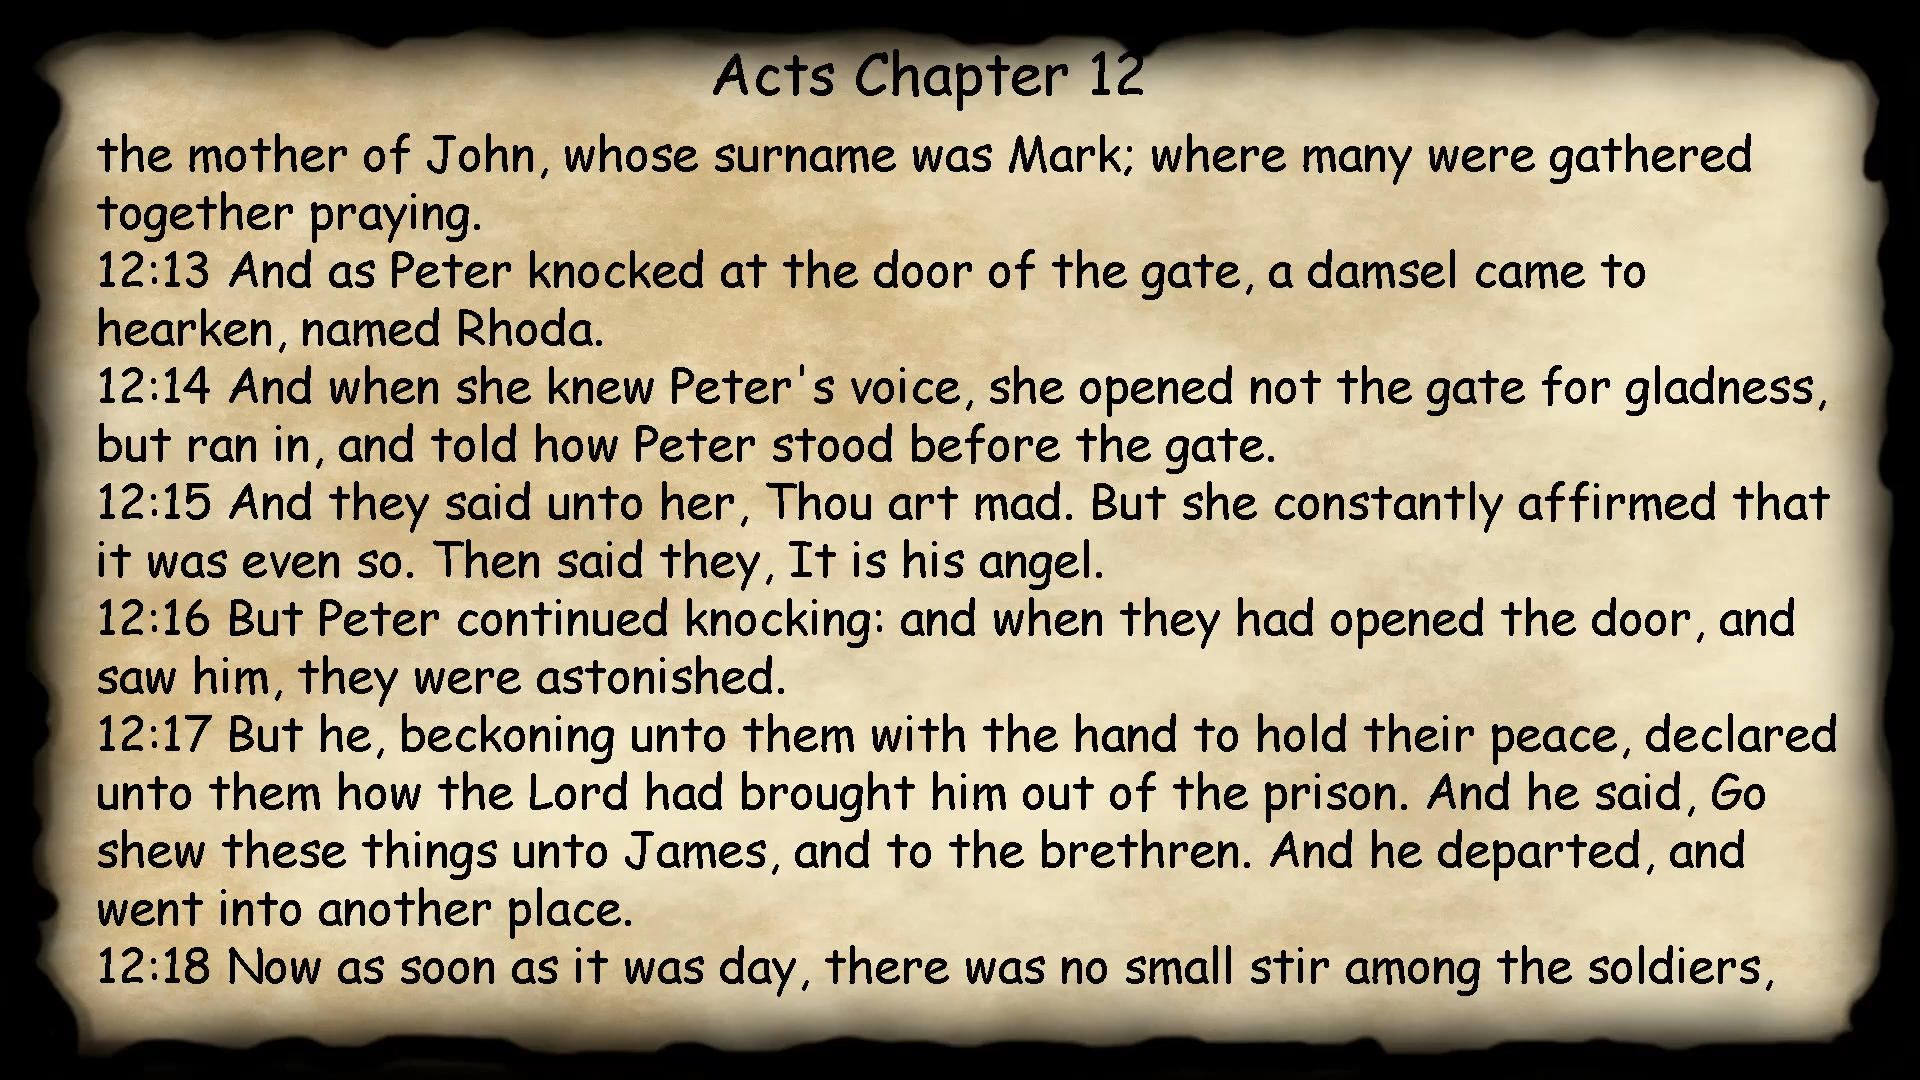 Acts Chapter 12
the mother of John, whose surname was Mark; where many were gathered
together praying.
12:13 And as Peter knocked at the door of the gate, a damsel came to
hearken, named Rhoda.
12:14 And when she knew Peter's voice, she opened not the gate for gladness,
but ran in, and told how Peter stood before the gate.
12:15 And they said unto her, Thou art mad. But she constantly affirmed that
it was even so. Then said they, It is his angel.
12:16 But Peter continued knocking: and when they had opened the door, and
saw him, they were astonished.
12:17 But he, beckoning unto them with the hand to hold their peace, declared
unto them how the Lord had brought him out of the prison. And he said, Go
shew these things unto James, and to the brethren. And he departed, and
went into another place.
12:18 Now as soon as it was day, there was no small stir among the soldiers,